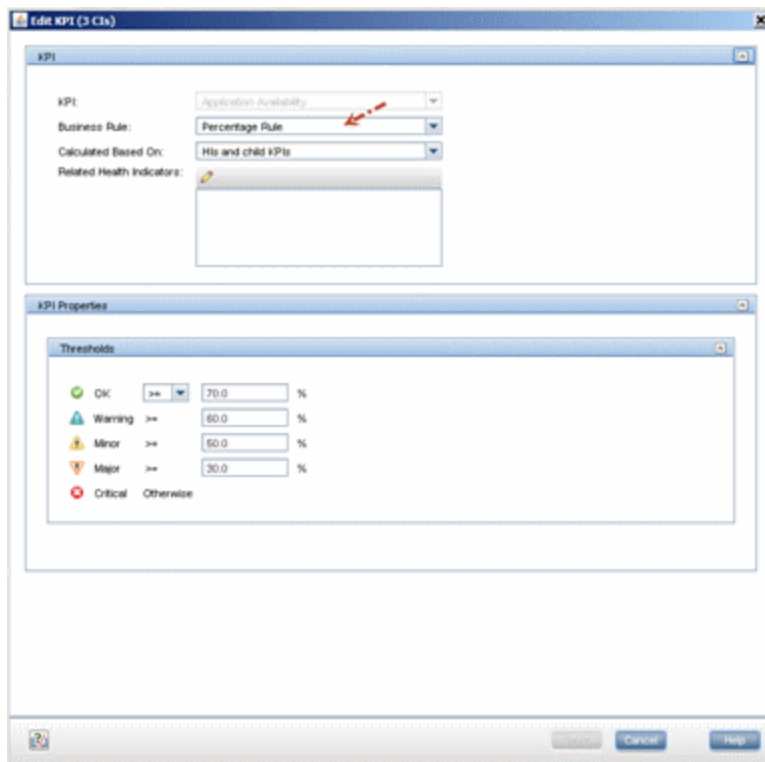 Edit KPI (3 CIs)
KPI
KPI: Application Availability
Business Rule: Percentage Rule
Calculated Based On: HIs and child KPIs
Related Health Indicators:
KPI Properties
Thresholds
OK >= 70.0 %
Warning >= 60.0 %
Minor >= 50.0 %
Major >= 30.0 %
Critical Otherwise
Cancel Help